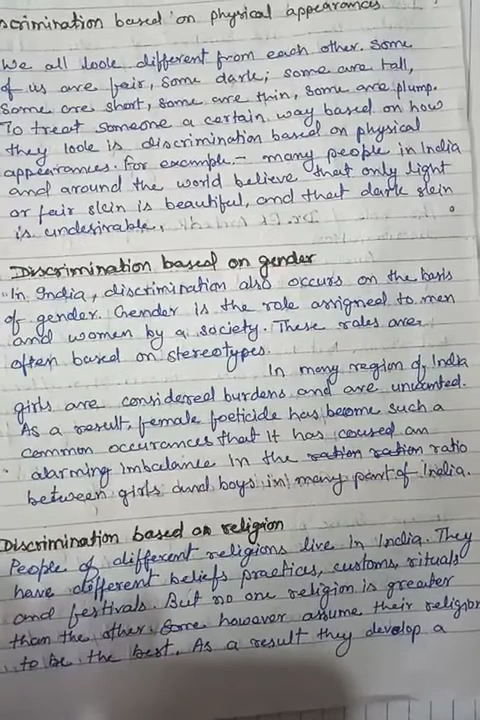 scrimination based on physical appearances
We all look different from each other. Some
of us are fair, some dark; some are tall,
Some are short, some are thin, some are plump.
To treat someone a certain way based on how
they look is discrimination based on physical
appearances. For example - many people in India
and around the world believe that only light
or fair skin is beautiful, and that dark skin
is undesirable.
Discrimination based on gender
In India, discrimination also occurs on the basis
of gender. Gender is the role assigned to men
and women by a society. These roles are
often based on stereotypes.
In many region of India
girls are considered burdens and are unwanted.
As a result, female foeticide has become such a
common occurances that it has caused an
alarming imbalance in the ration ration ratio
between girls and boys in many part of India.
Discrimination based on religion
People of different religions live in India. They
have different beliefs practices, customs, rituals
and festivals. But no one religion is greater
than the other. Some however assume their religion
to be the best. As a result they develop a